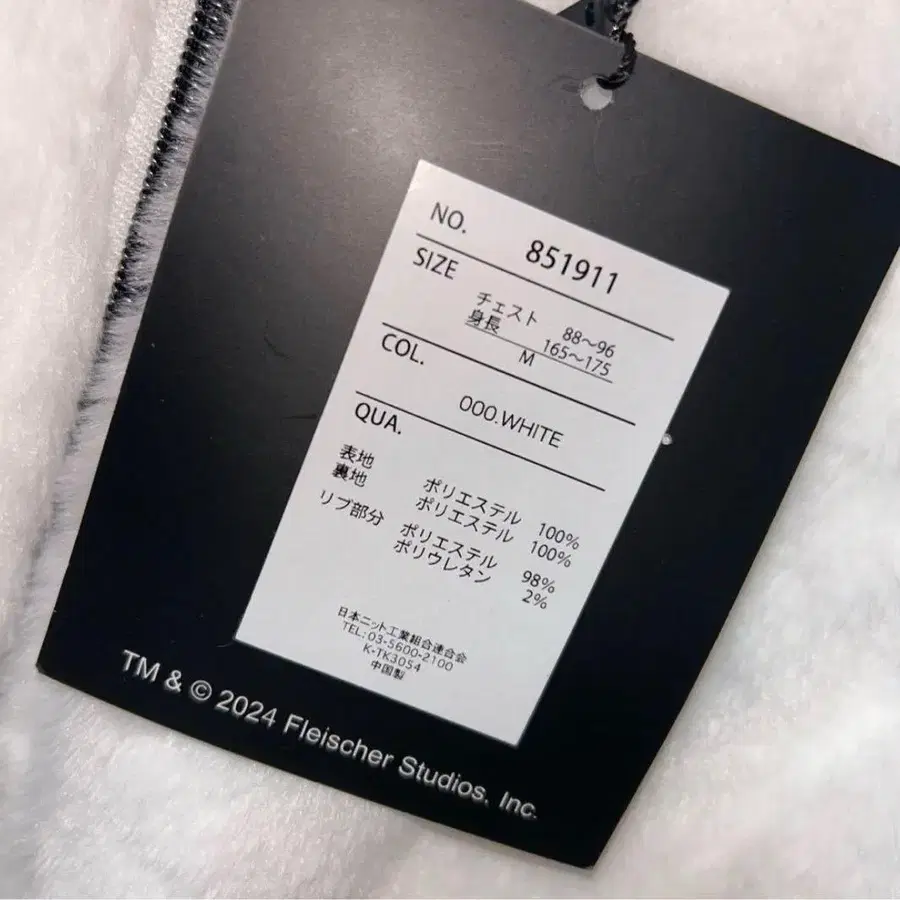 NO. 851911
SIZE
チェスト 88～96
身長 165～175
M
COL.
000.WHITE
QUA.
表地 ポリエステル 100%
裏地 ポリエステル 100%
リブ部分 ポリエステル 98%
ポリウレタン 2%
日本ニット工業組合連合会
TEL: 03-5600-2100
K-TK3054
中国製
TM & © 2024 Fleischer Studios, Inc.